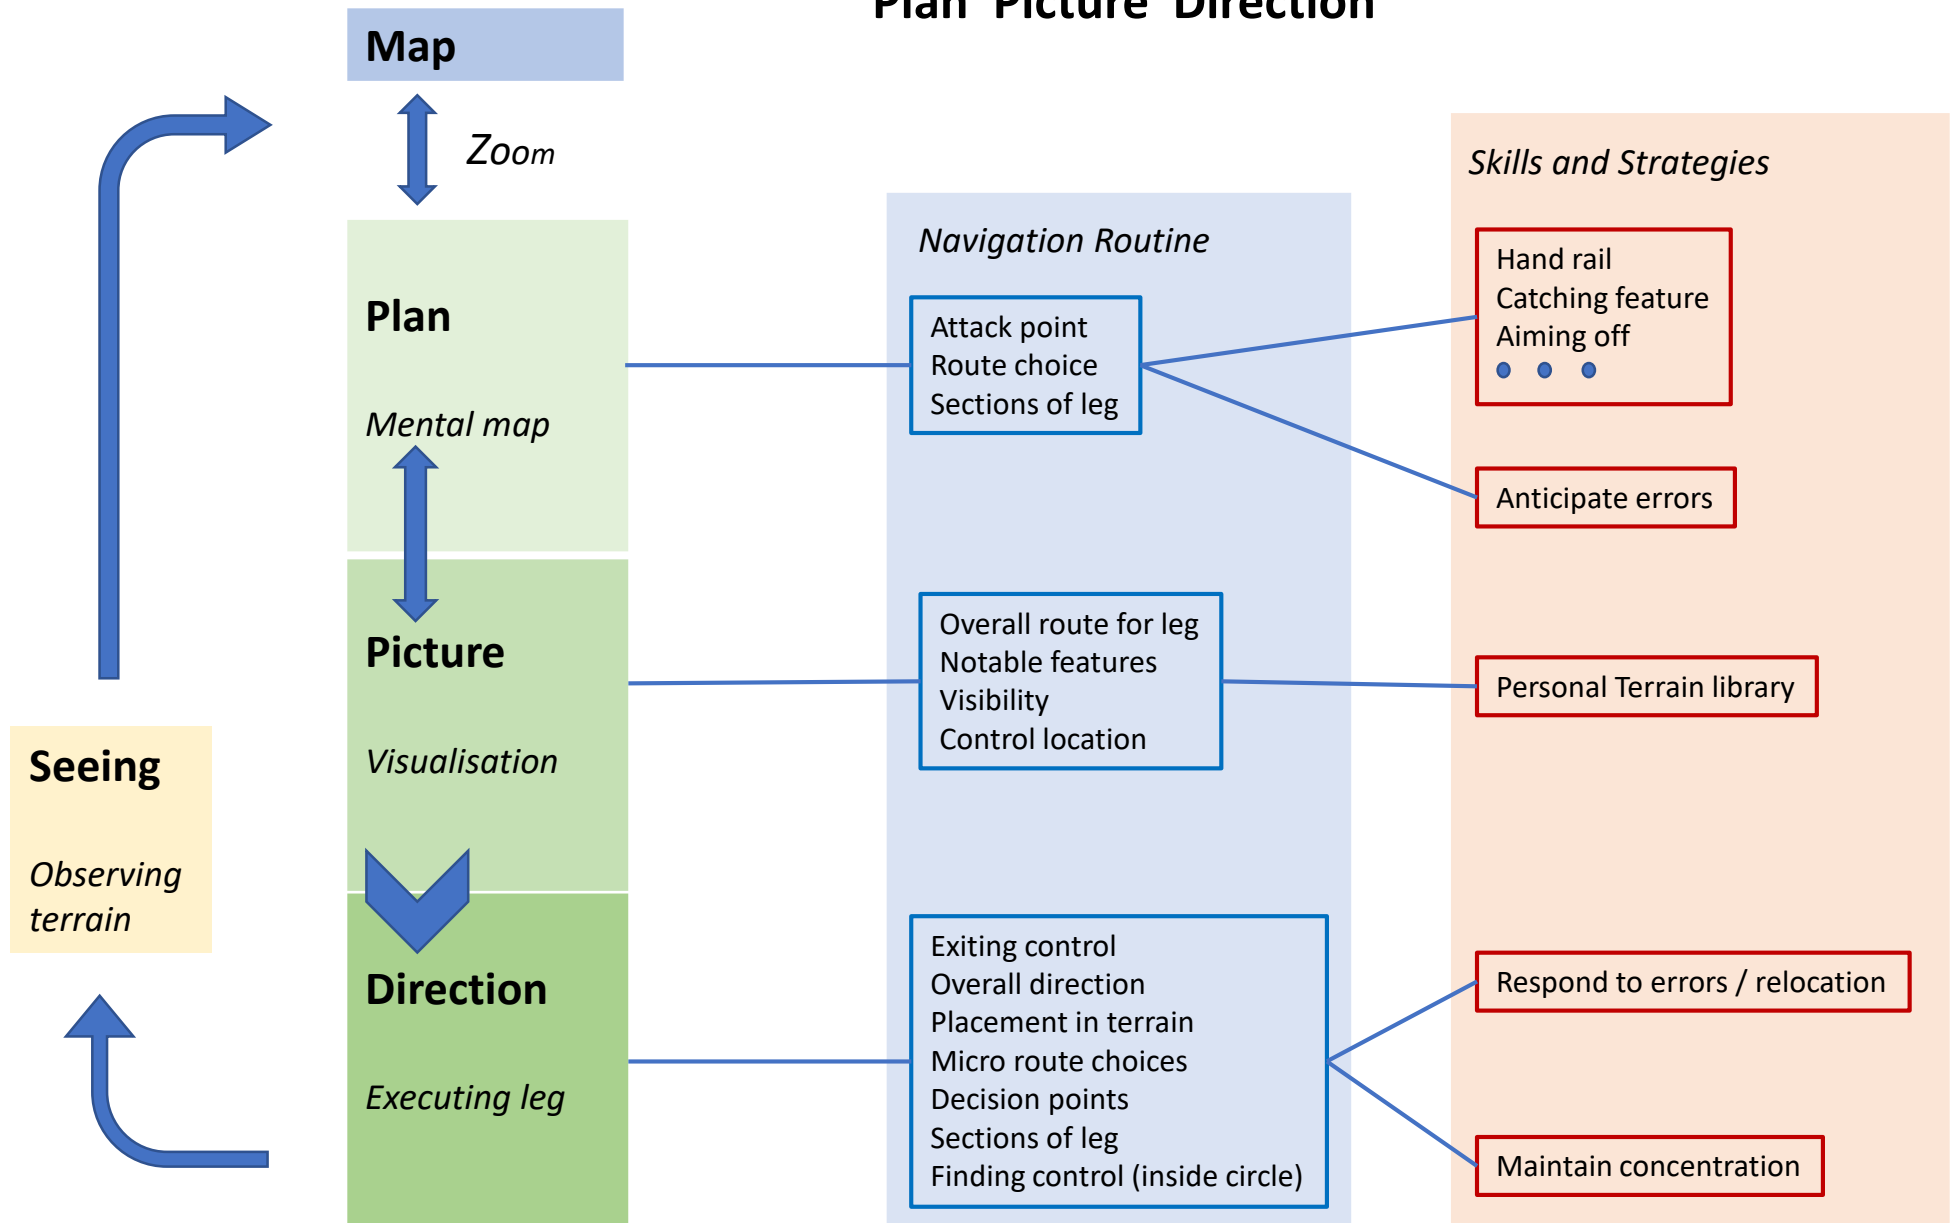 Plan Picture Direction
Map
Zoom
Plan
Mental map
Picture
Visualisation
Direction
Executing leg
Seeing
Observing
terrain
Navigation Routine
Attack point
Route choice
Sections of leg
Overall route for leg
Notable features
Visibility
Control location
Exiting control
Overall direction
Placement in terrain
Micro route choices
Decision points
Sections of leg
Finding control (inside circle)
Skills and Strategies
Hand rail
Catching feature
Aiming off
Anticipate errors
Personal Terrain library
Respond to errors / relocation
Maintain concentration